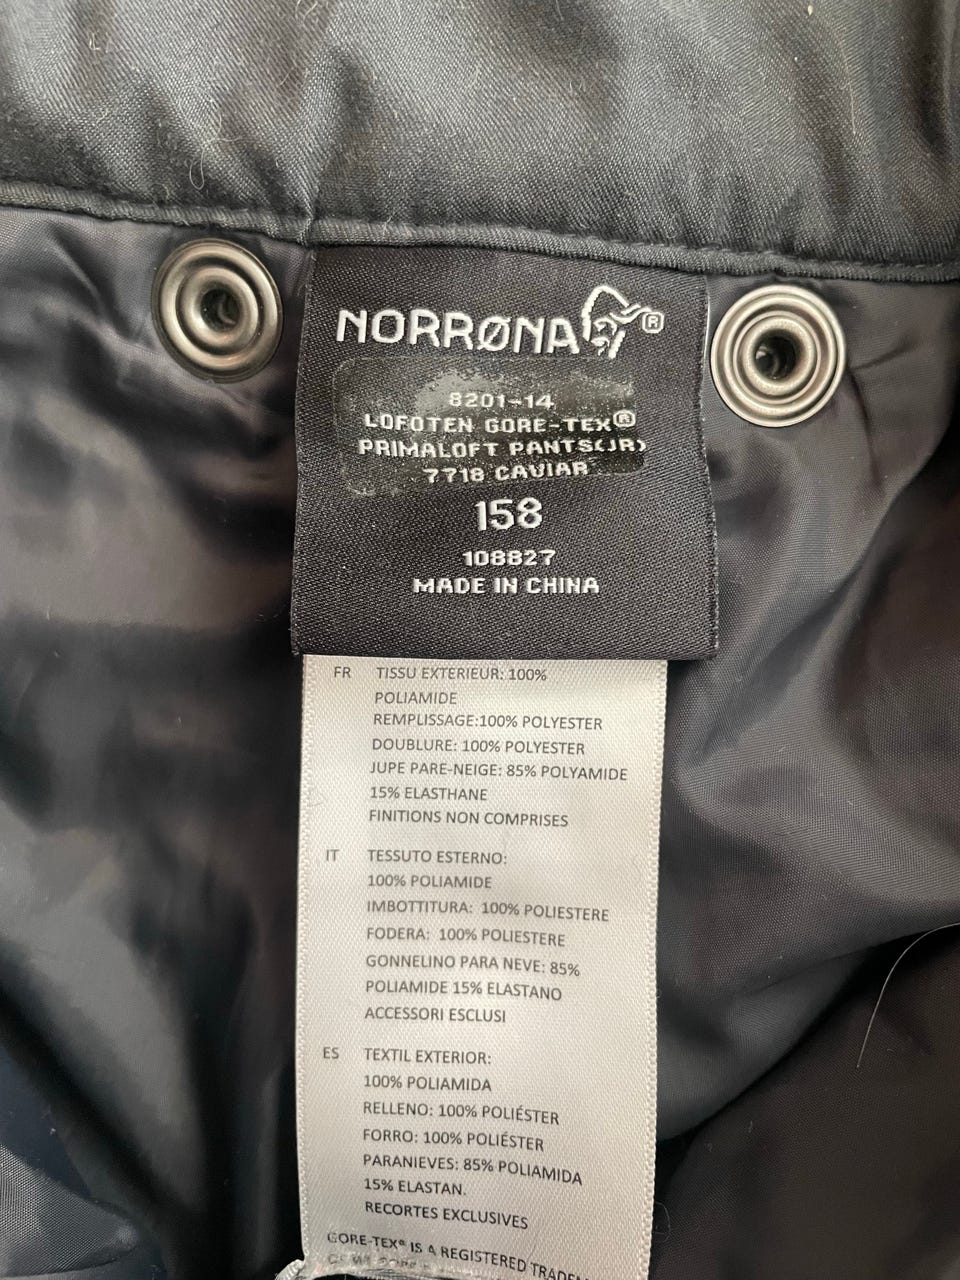 NORRØNA®
8201-14
LOFOTEN GORE-TEX®
PRIMALOFT PANTS(JR)
7718 CAVIAR
158
108827
MADE IN CHINA
FR TISSU EXTERIEUR: 100%
POLIAMIDE
REMPLISSAGE:100% POLYESTER
DOUBLURE: 100% POLYESTER
JUPE PARE-NEIGE: 85% POLYAMIDE
15% ELASTHANE
FINITIONS NON COMPRISES
IT TESSUTO ESTERNO:
100% POLIAMIDE
IMBOTTITURA: 100% POLIESTERE
FODERA: 100% POLIESTERE
GONNELINO PARA NEVE: 85%
POLIAMIDE 15% ELASTANO
ACCESSORI ESCLUSI
ES TEXTIL EXTERIOR:
100% POLIAMIDA
RELLENO: 100% POLIÉSTER
FORRO: 100% POLIÉSTER
PARANIEVES: 85% POLIAMIDA
15% ELASTAN.
RECORTES EXCLUSIVES
GORE-TEX® IS A REGISTERED